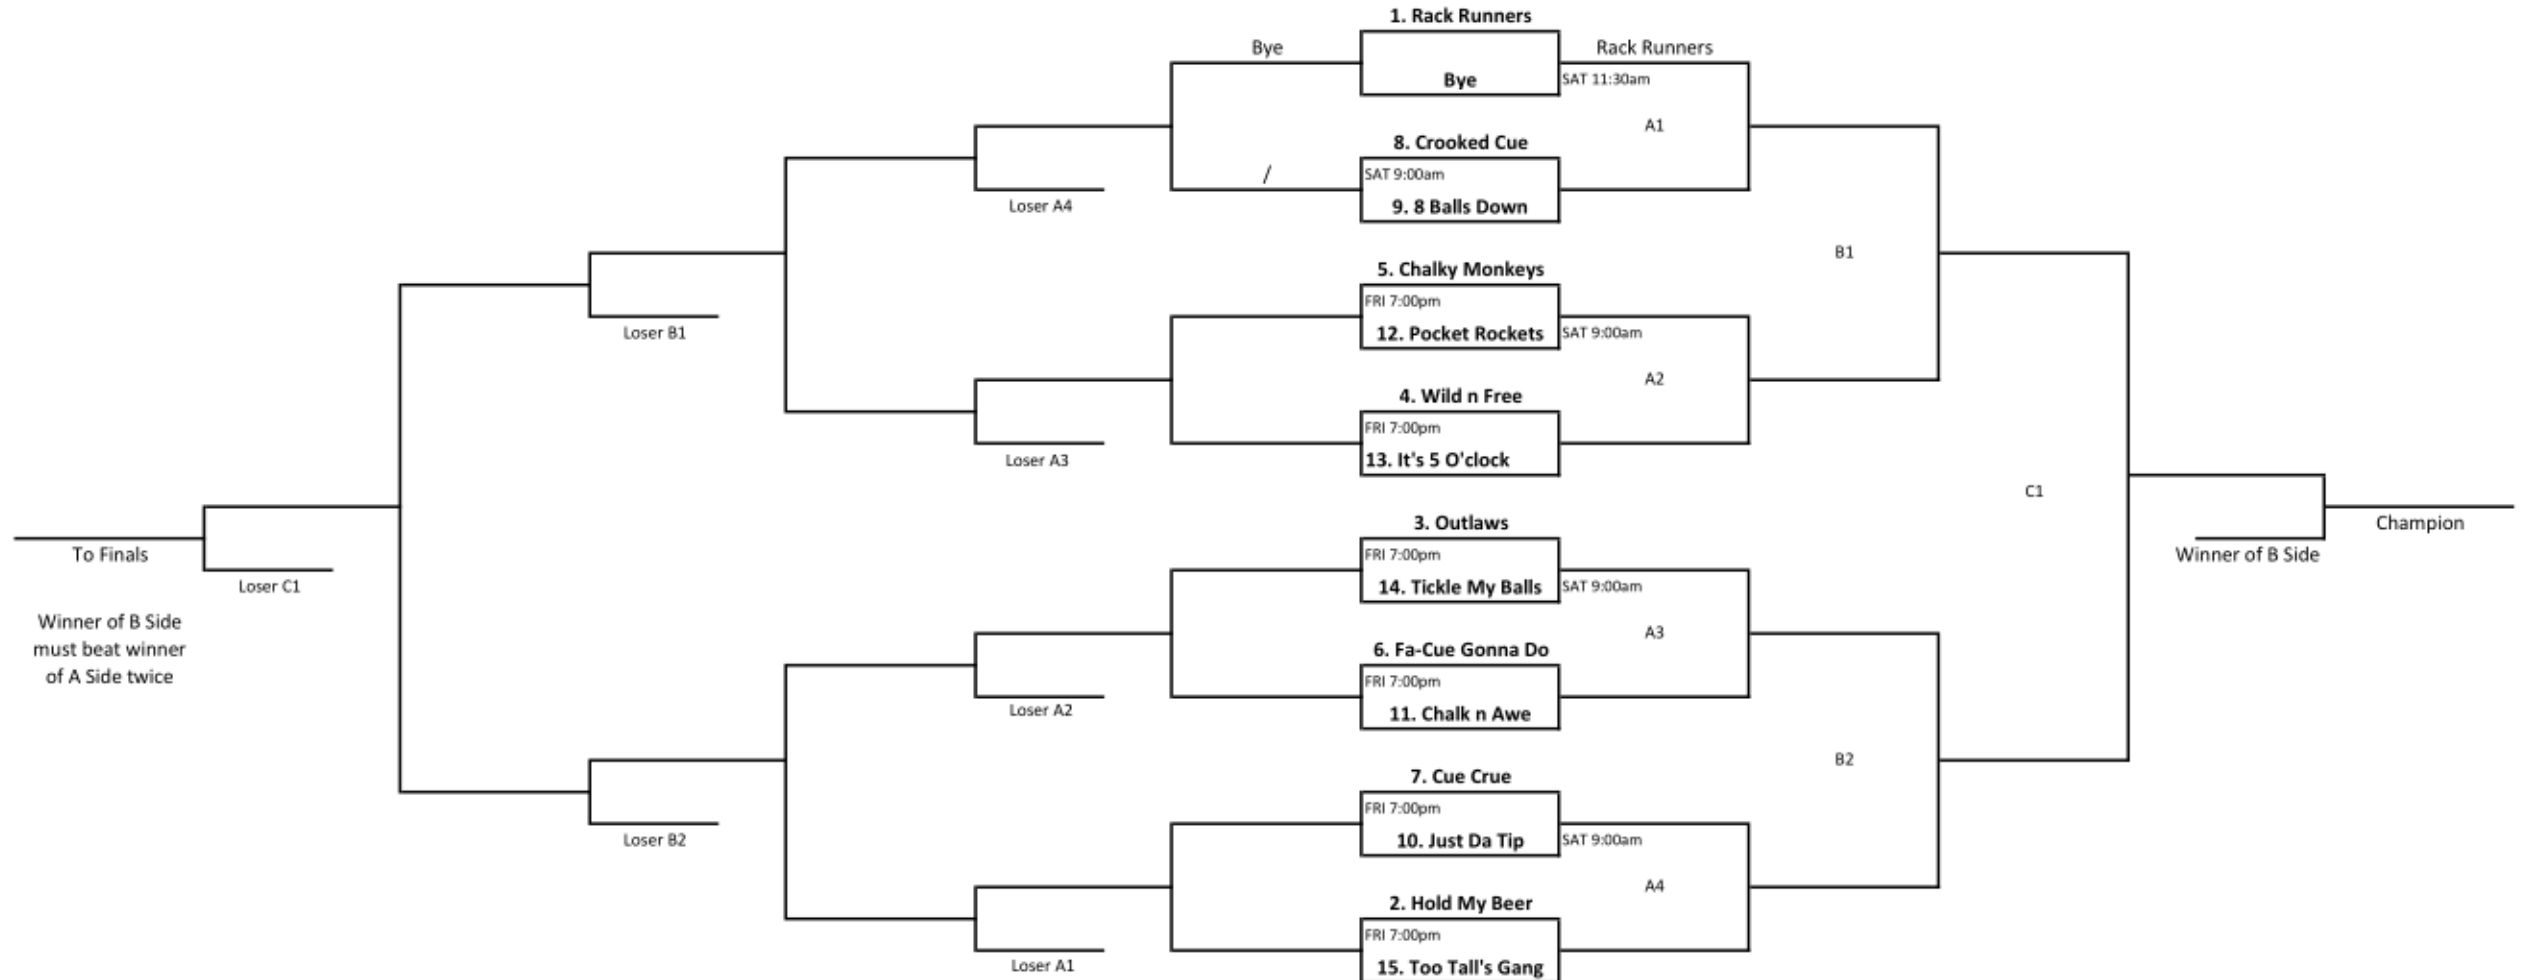 1. Rack Runners
Bye
Rack Runners
Bye
SAT 11:30am
A1
8. Crooked Cue
/
SAT 9:00am
Loser A4
9. 8 Balls Down
B1
5. Chalky Monkeys
FRI 7:00pm
Loser B1
12. Pocket Rockets
SAT 9:00am
A2
4. Wild n Free
FRI 7:00pm
Loser A3
13. It's 5 O'clock
C1
3. Outlaws
Champion
To Finals
FRI 7:00pm
Winner of B Side
Loser C1
14. Tickle My Balls
SAT 9:00am
Winner of B Side
must beat winner
of A Side twice
A3
6. Fa-Cue Gonna Do
FRI 7:00pm
Loser A2
11. Chalk n Awe
B2
7. Cue Crue
FRI 7:00pm
Loser B2
10. Just Da Tip
SAT 9:00am
A4
2. Hold My Beer
FRI 7:00pm
Loser A1
15. Too Tall's Gang